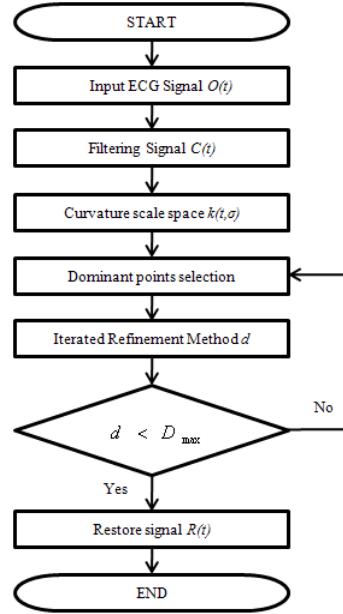 START
Input ECG Signal O(t)
Filtering Signal C(t)
Curvature scale space k(t,σ)
Dominant points selection
Iterated Refinement Method d
d < D max
No
Yes
Restore signal R(t)
END